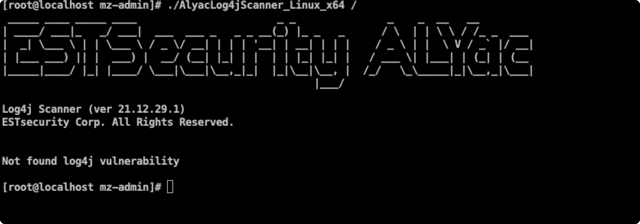 [root@localhost mz-admin]# ./AlyacLog4jScanner_Linux_x64 /
ESTSecurity ALYac
Log4j Scanner (ver 21.12.29.1)
ESTsecurity Corp. All Rights Reserved.
Not found log4j vulnerability
[root@localhost mz-admin]#